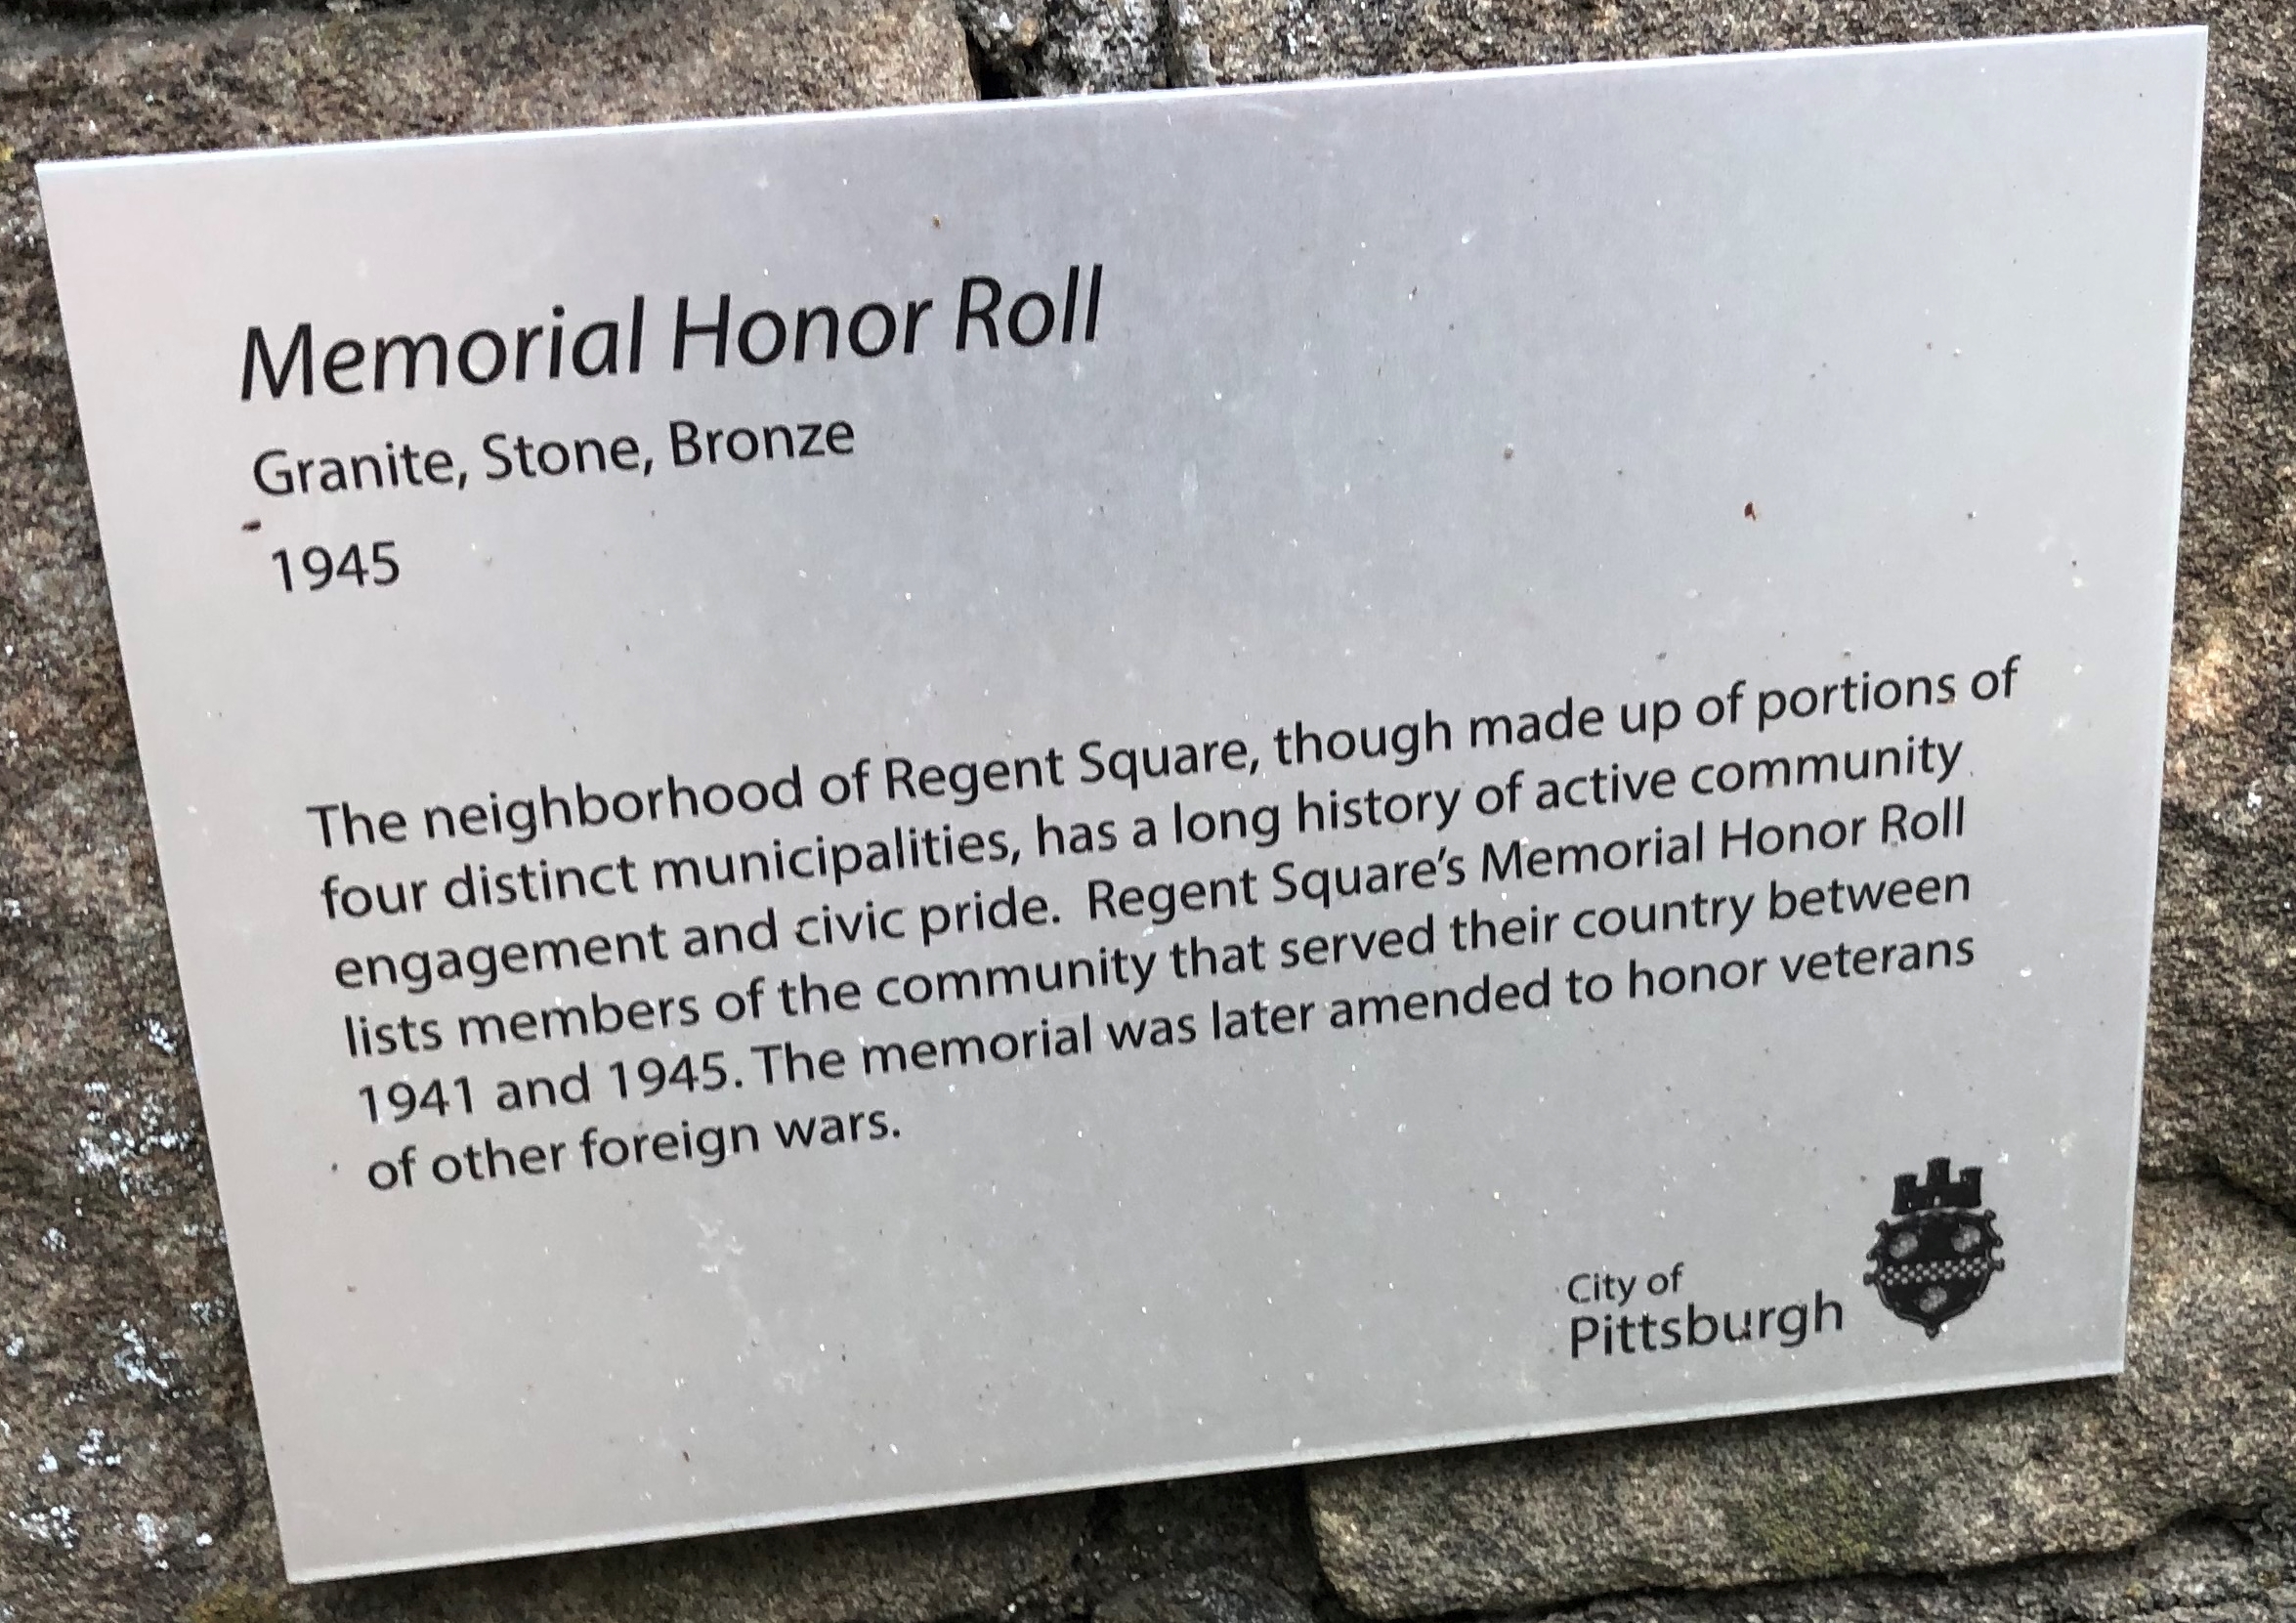 Memorial Honor Roll
Granite, Stone, Bronze
1945
The neighborhood of Regent Square, though made up of portions of
four distinct municipalities, has a long history of active community
engagement and civic pride.  Regent Square's Memorial Honor Roll
lists members of the community that served their country between
1941 and 1945. The memorial was later amended to honor veterans
of other foreign wars.
City of
Pittsburgh